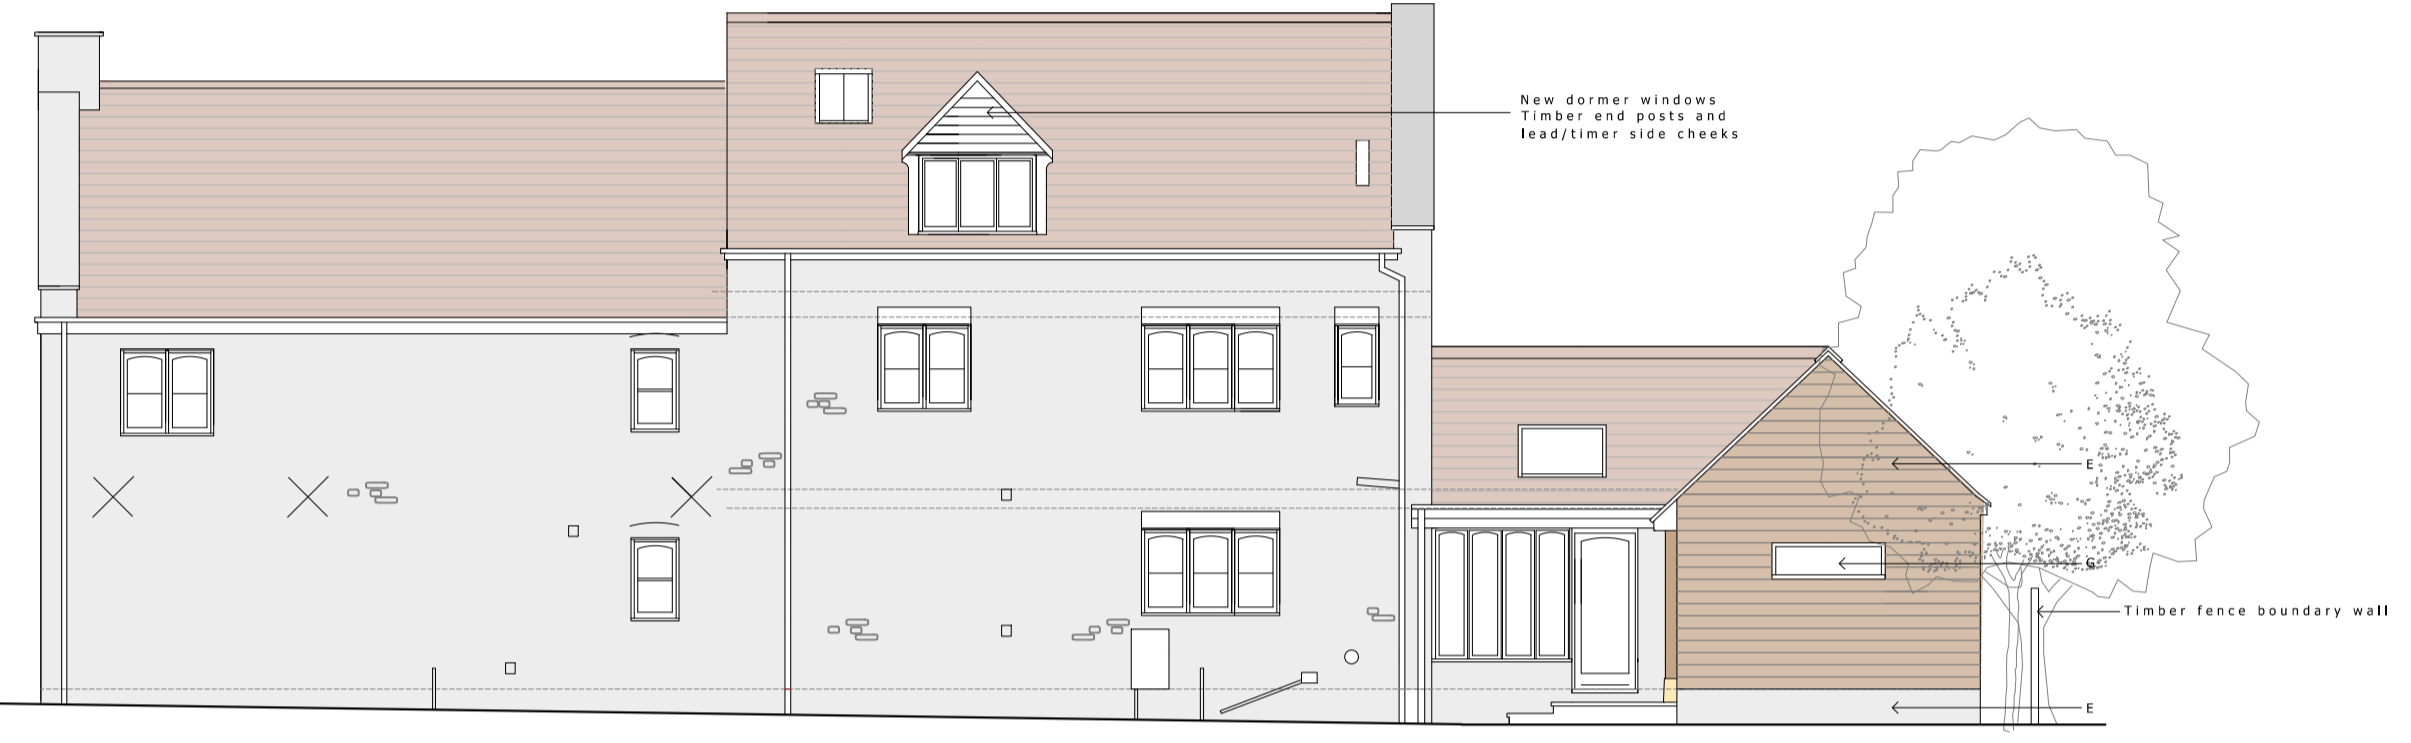 New dormer windows
Timber end posts and
lead/timer side cheeks
E
G
Timber fence boundary wall
E